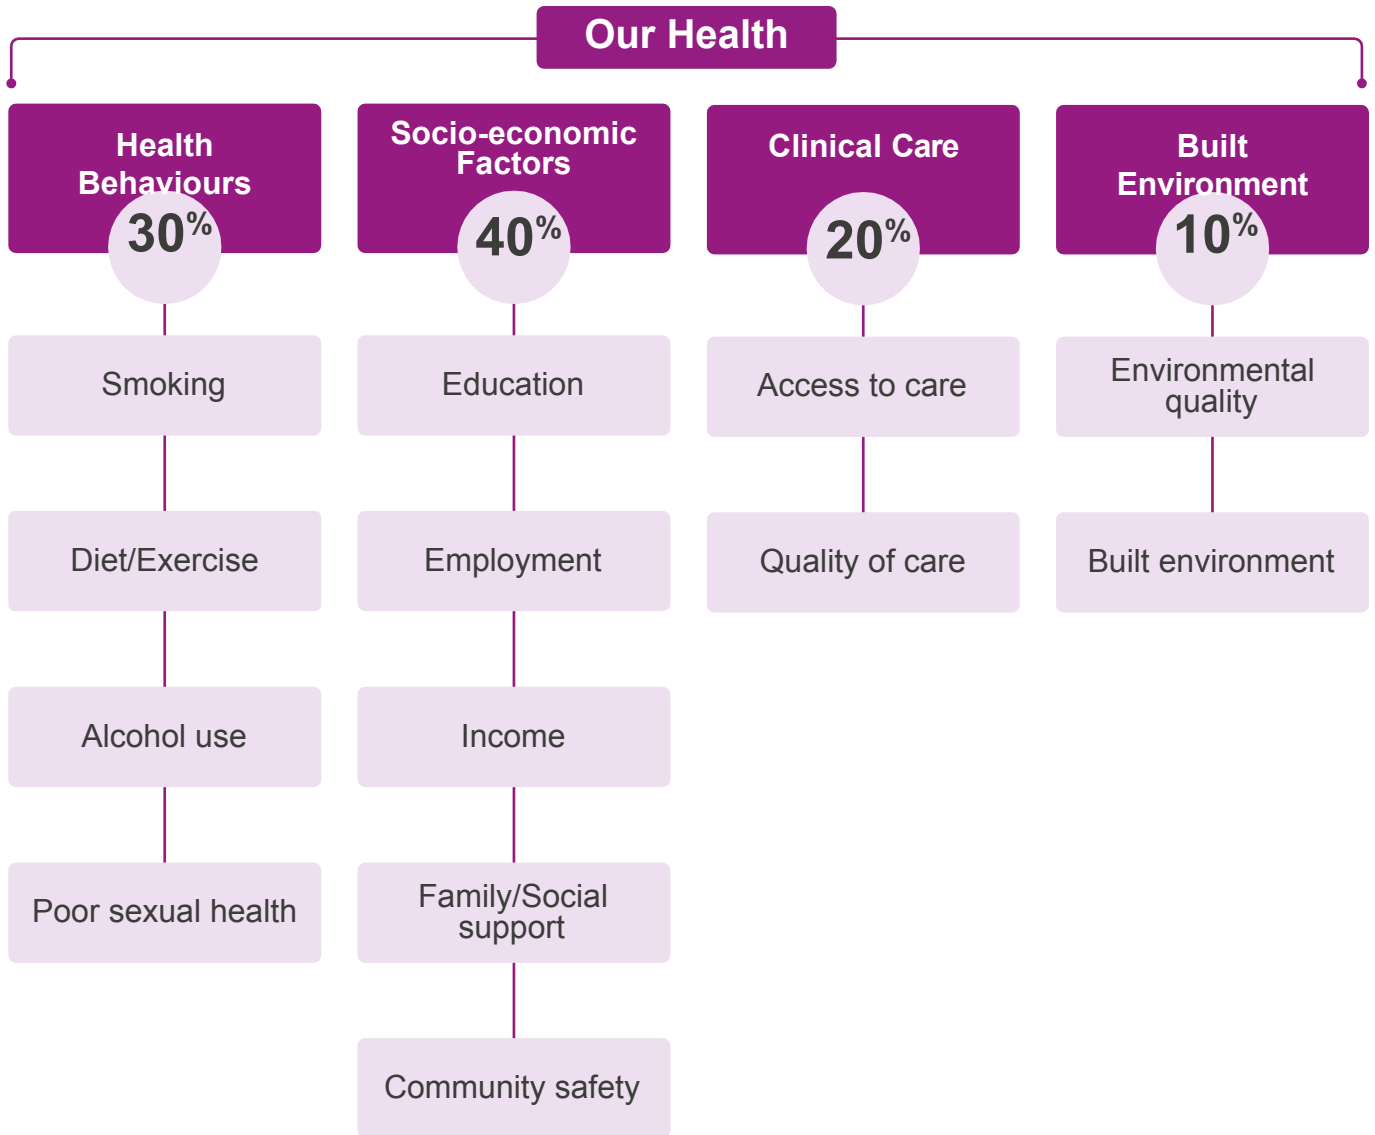 Our Health
Health
Behaviours
30%
Smoking
Diet/Exercise
Alcohol use
Poor sexual health
Socio-economic
Factors
40%
Education
Employment
Income
Family/Social
support
Community safety
Clinical Care
20%
Access to care
Quality of care
Built
Environment
10%
Environmental
quality
Built environment